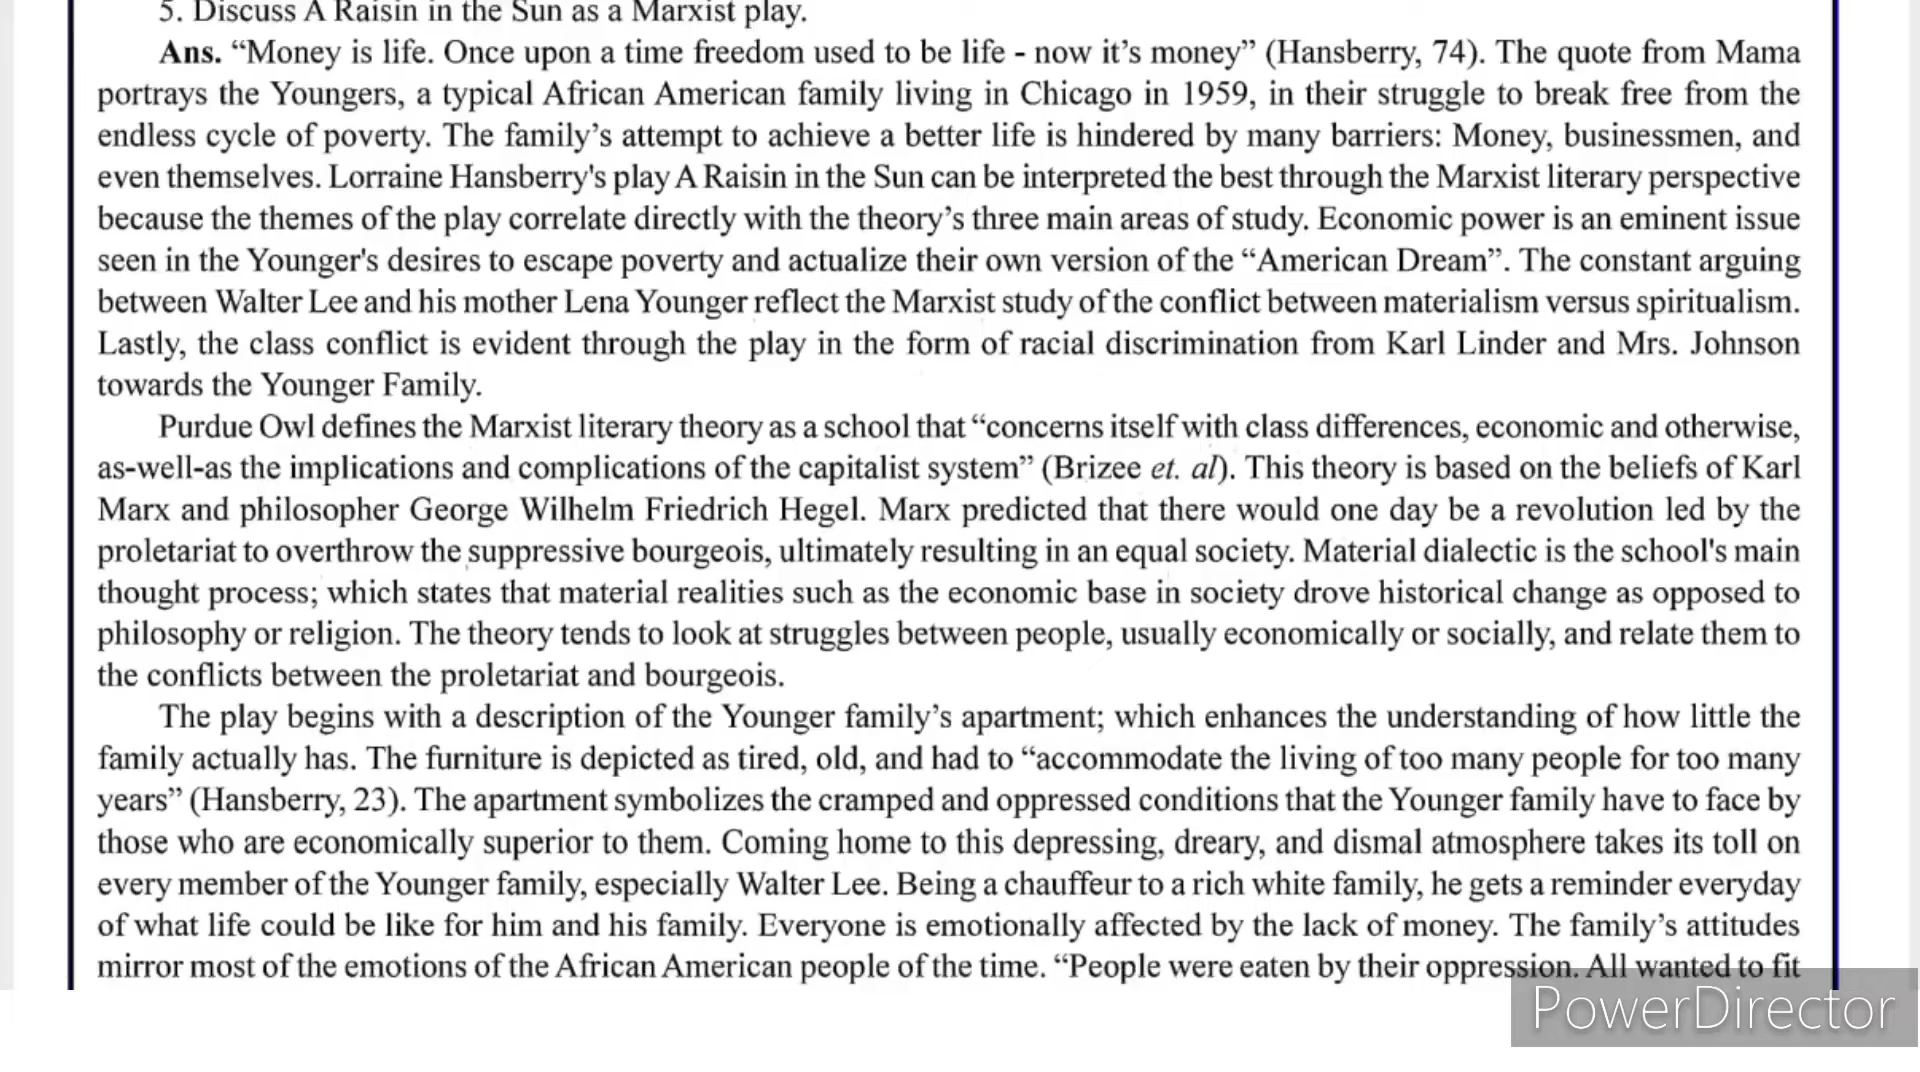 5. Discuss A Raisin in the Sun as a Marxist play.
Ans. “Money is life. Once upon a time freedom used to be life - now it’s money” (Hansberry, 74). The quote from Mama
portrays the Youngers, a typical African American family living in Chicago in 1959, in their struggle to break free from the
endless cycle of poverty. The family’s attempt to achieve a better life is hindered by many barriers: Money, businessmen, and
even themselves. Lorraine Hansberry's play A Raisin in the Sun can be interpreted the best through the Marxist literary perspective
because the themes of the play correlate directly with the theory’s three main areas of study. Economic power is an eminent issue
seen in the Younger's desires to escape poverty and actualize their own version of the “American Dream”. The constant arguing
between Walter Lee and his mother Lena Younger reflect the Marxist study of the conflict between materialism versus spiritualism.
Lastly, the class conflict is evident through the play in the form of racial discrimination from Karl Linder and Mrs. Johnson
towards the Younger Family.
Purdue Owl defines the Marxist literary theory as a school that “concerns itself with class differences, economic and otherwise,
as-well-as the implications and complications of the capitalist system” (Brizee et. al). This theory is based on the beliefs of Karl
Marx and philosopher George Wilhelm Friedrich Hegel. Marx predicted that there would one day be a revolution led by the
proletariat to overthrow the suppressive bourgeois, ultimately resulting in an equal society. Material dialectic is the school's main
thought process; which states that material realities such as the economic base in society drove historical change as opposed to
philosophy or religion. The theory tends to look at struggles between people, usually economically or socially, and relate them to
the conflicts between the proletariat and bourgeois.
The play begins with a description of the Younger family’s apartment; which enhances the understanding of how little the
family actually has. The furniture is depicted as tired, old, and had to “accommodate the living of too many people for too many
years” (Hansberry, 23). The apartment symbolizes the cramped and oppressed conditions that the Younger family have to face by
those who are economically superior to them. Coming home to this depressing, dreary, and dismal atmosphere takes its toll on
every member of the Younger family, especially Walter Lee. Being a chauffeur to a rich white family, he gets a reminder everyday
of what life could be like for him and his family. Everyone is emotionally affected by the lack of money. The family’s attitudes
mirror most of the emotions of the African American people of the time. “People were eaten by their oppression. All wanted to fit
PowerDirector